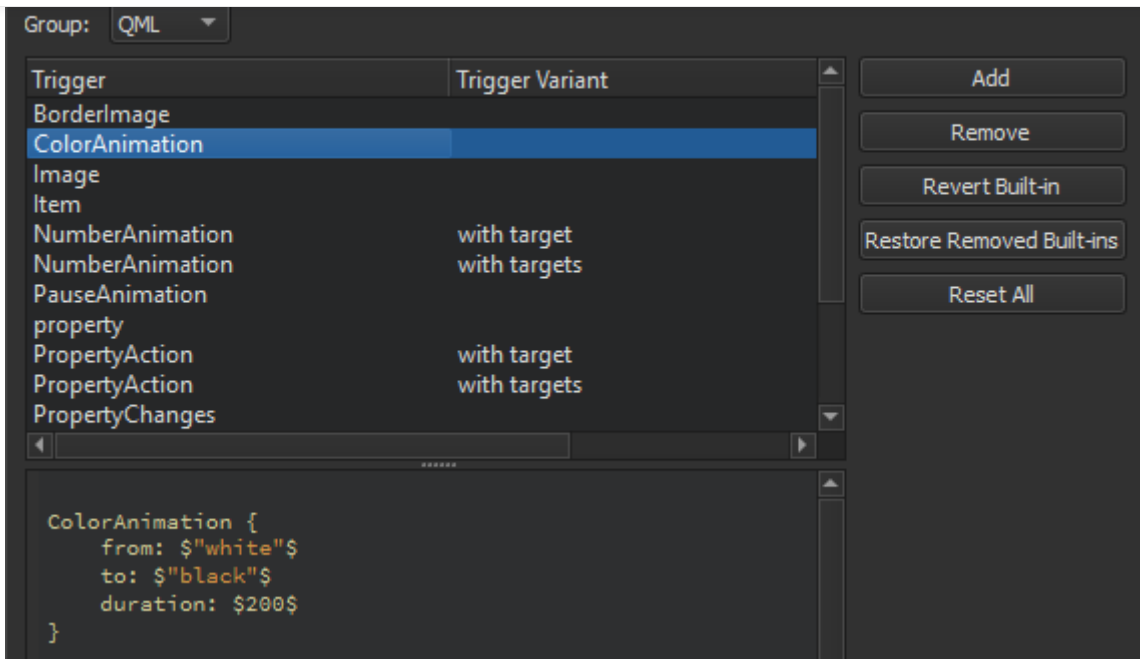 Group: QML
Trigger Trigger Variant Add
BorderImage
ColorAnimation Remove
Image
Item Revert Built-in
NumberAnimation with target Restore Removed Built-ins
NumberAnimation with targets
PauseAnimation Reset All
property
PropertyAction with target
PropertyAction with targets
PropertyChanges
ColorAnimation {
    from: $"white"$
    to: $"black"$
    duration: $200$
}